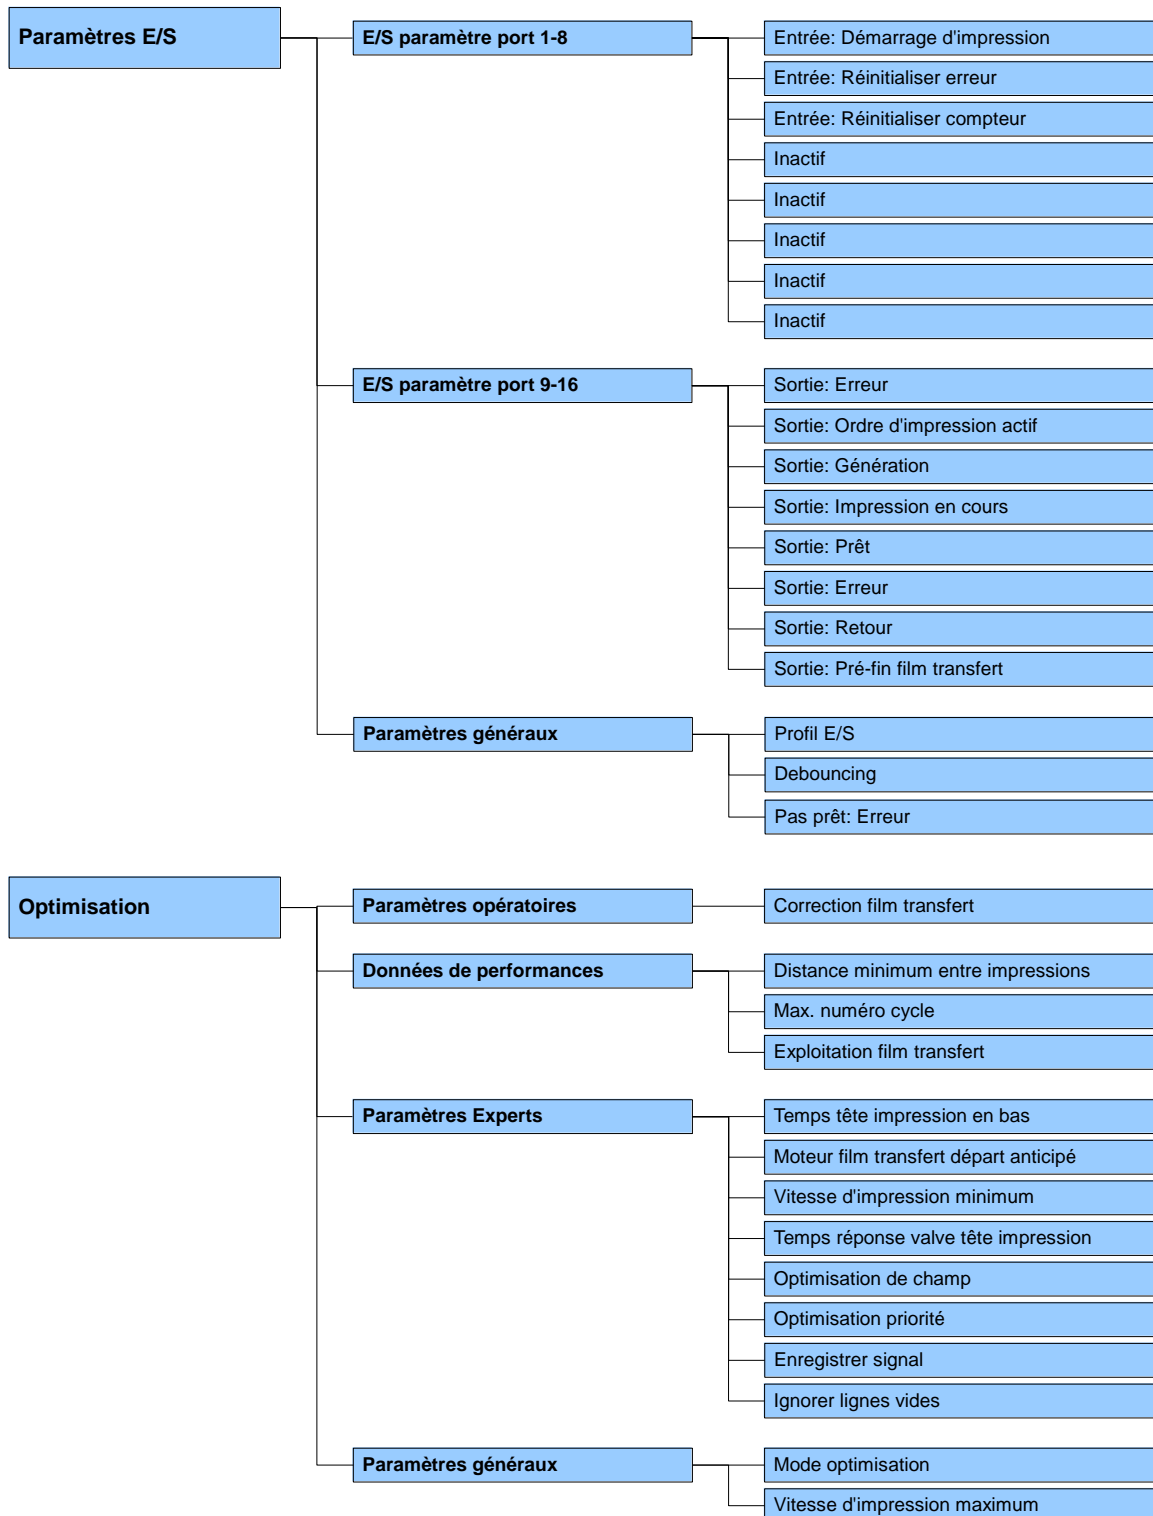 Paramètres E/S
E/S paramètre port 1-8
Entrée: Démarrage d'impression
Entrée: Réinitialiser erreur
Entrée: Réinitialiser compteur
Inactif
Inactif
Inactif
Inactif
Inactif
E/S paramètre port 9-16
Sortie: Erreur
Sortie: Ordre d'impression actif
Sortie: Génération
Sortie: Impression en cours
Sortie: Prêt
Sortie: Erreur
Sortie: Retour
Sortie: Pré-fin film transfert
Paramètres généraux
Profil E/S
Debouncing
Pas prêt: Erreur
Optimisation
Paramètres opératoires
Correction film transfert
Données de performances
Distance minimum entre impressions
Max. numéro cycle
Exploitation film transfert
Paramètres Experts
Temps tête impression en bas
Moteur film transfert départ anticipé
Vitesse d'impression minimum
Temps réponse valve tête impression
Optimisation de champ
Optimisation priorité
Enregistrer signal
Ignorer lignes vides
Paramètres généraux
Mode optimisation
Vitesse d'impression maximum